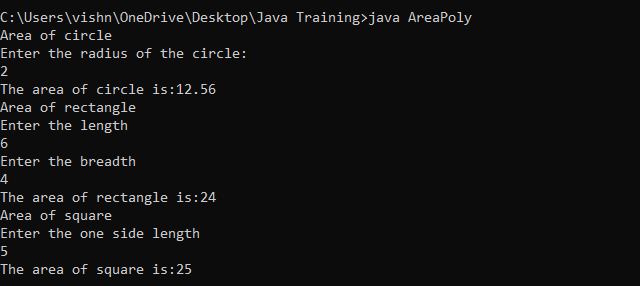 C:\Users\vishn\OneDrive\Desktop\Java Training>java AreaPoly
Area of circle
Enter the radius of the circle:
2
The area of circle is:12.56
Area of rectangle
Enter the length
6
Enter the breadth
4
The area of rectangle is:24
Area of square
Enter the one side length
5
The area of square is:25